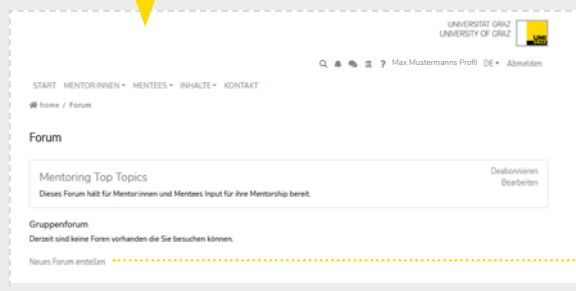 UNIVERSITÄT GRAZ
UNIVERSITY OF GRAZ
UNI
GRAZ
? Max Mustermanns Profil DE Abmelden
START MENTOR:INNEN MENTEES INHALTE KONTAKT
home / Forum
Forum
Mentoring Top Topics
Deabonnieren
Bearbeiten
Dieses Forum hält für Mentor:innen und Mentees Input für ihre Mentorship bereit.
Gruppenforum
Derzeit sind keine Foren vorhanden die Sie besuchen können.
Neues Forum erstellen